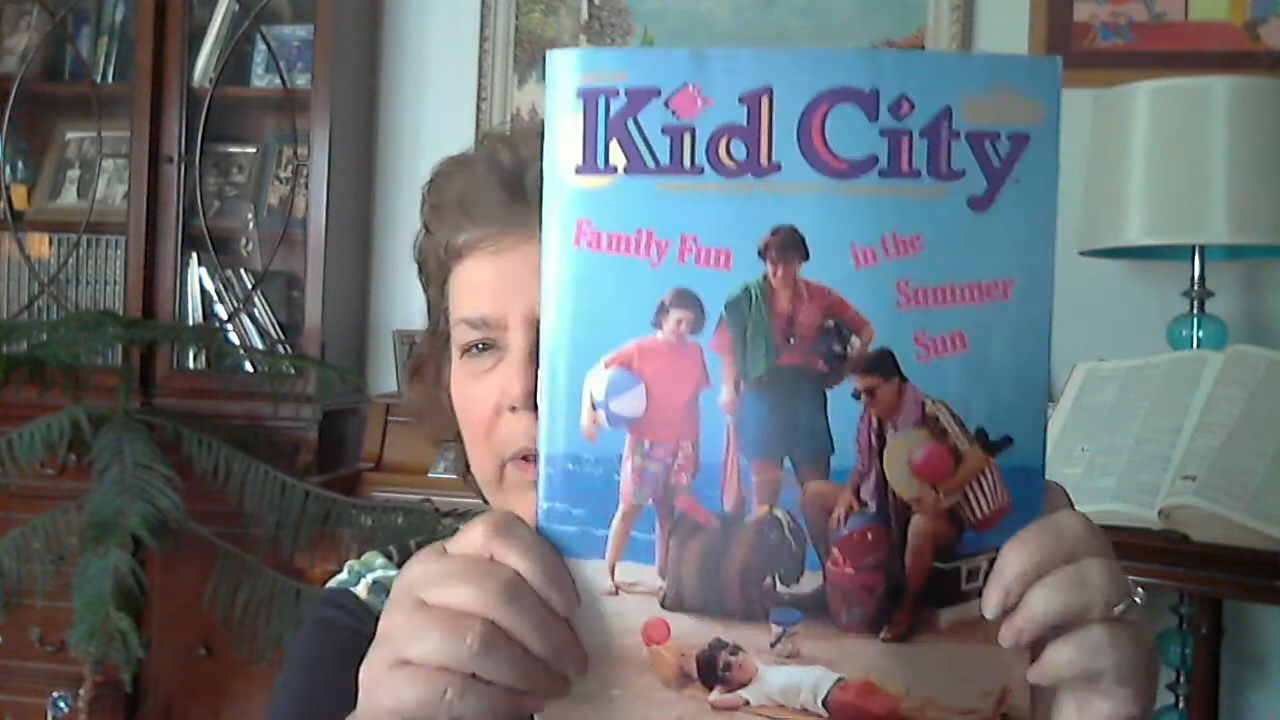 Kid City
Family Fun
in the
Summer
Sun